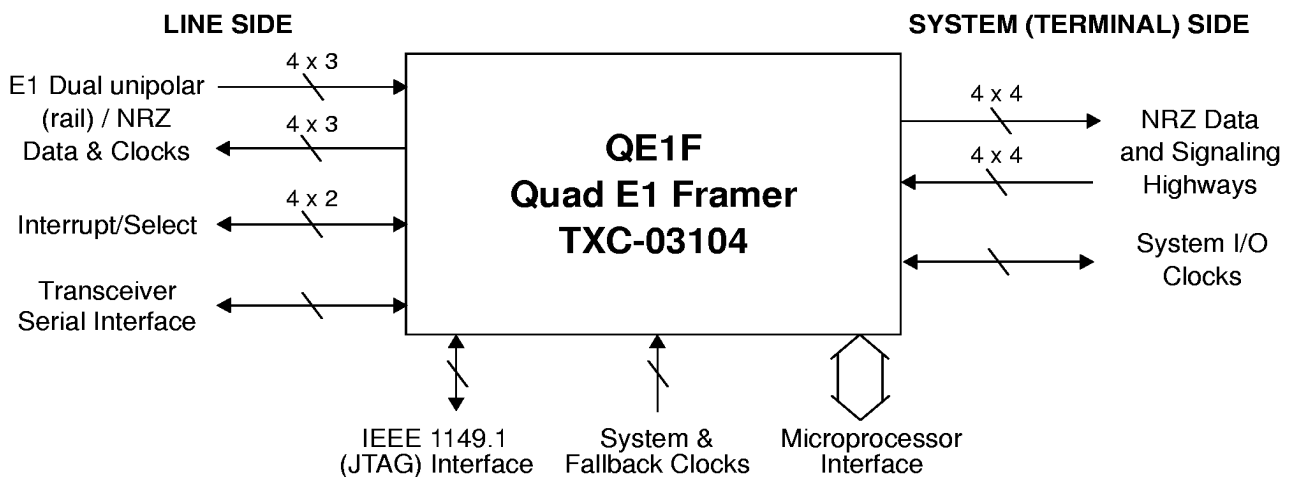 LINE SIDE
SYSTEM (TERMINAL) SIDE
4 x 3
E1 Dual unipolar
(rail) / NRZ
Data & Clocks
4 x 3
4 x 2
Interrupt/Select
Transceiver
Serial Interface
QE1F
Quad E1 Framer
TXC-03104
4 x 4
4 x 4
NRZ Data
and Signaling
Highways
System I/O
Clocks
IEEE 1149.1
(JTAG) Interface
System &
Fallback Clocks
Microprocessor
Interface